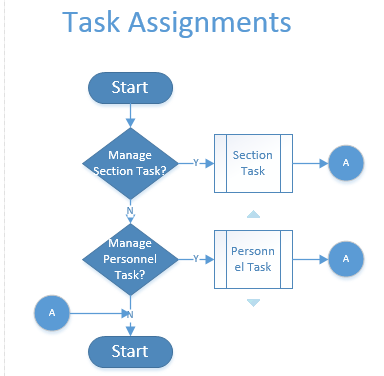 Task Assignments
Start
Manage
Section Task?
Y
Section
Task
A
N
Manage
Personnel
Task?
Y
Personn
el Task
A
A
N
Start